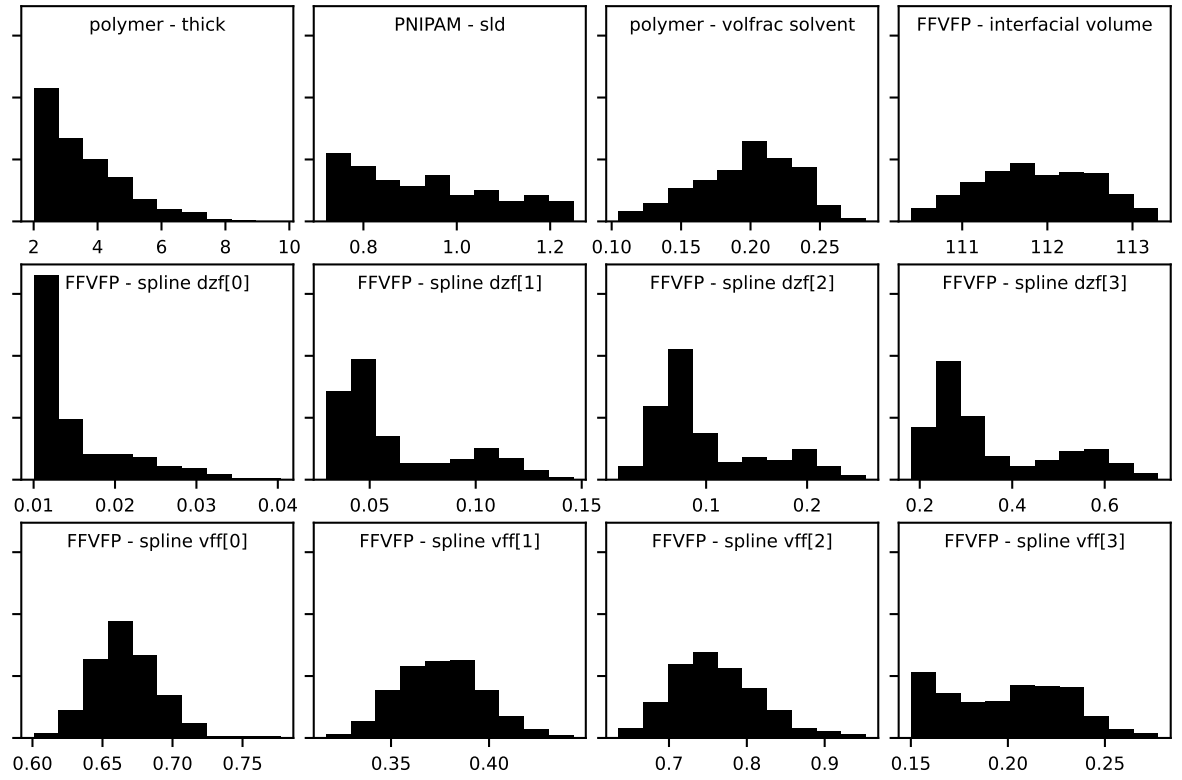 polymer - thick
PNIPAM - sld
polymer - volfrac solvent
FFVFP - interfacial volume
2 4 6 8 10
0.8 1.0 1.2
0.10 0.15 0.20 0.25
111 112 113
FFVFP - spline dzf[0]
FFVFP - spline dzf[1]
FFVFP - spline dzf[2]
FFVFP - spline dzf[3]
0.01 0.02 0.03 0.04
0.05 0.10 0.15
0.1 0.2
0.2 0.4 0.6
FFVFP - spline vff[0]
FFVFP - spline vff[1]
FFVFP - spline vff[2]
FFVFP - spline vff[3]
0.60 0.65 0.70 0.75
0.35 0.40
0.7 0.8 0.9
0.15 0.20 0.25